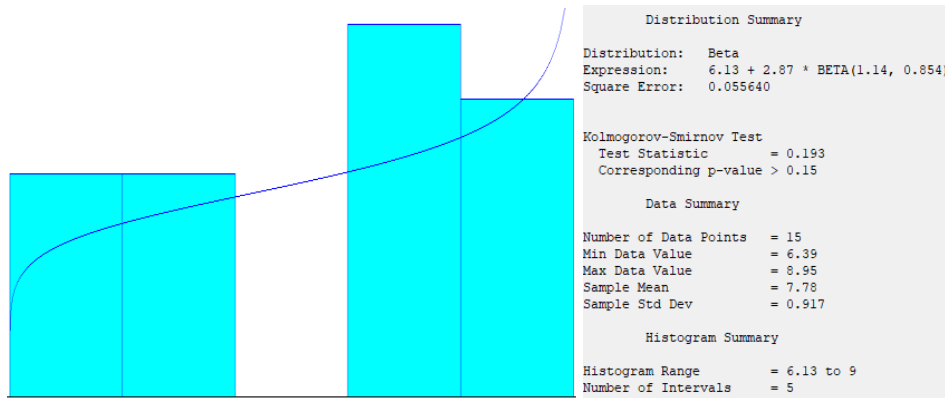 Distribution Summary
Distribution: Beta
Expression: 6.13 + 2.87 * BETA(1.14, 0.854)
Square Error: 0.055640
Kolmogorov-Smirnov Test
Test Statistic = 0.193
Corresponding p-value > 0.15
Data Summary
Number of Data Points = 15
Min Data Value = 6.39
Max Data Value = 8.95
Sample Mean = 7.78
Sample Std Dev = 0.917
Histogram Summary
Histogram Range = 6.13 to 9
Number of Intervals = 5